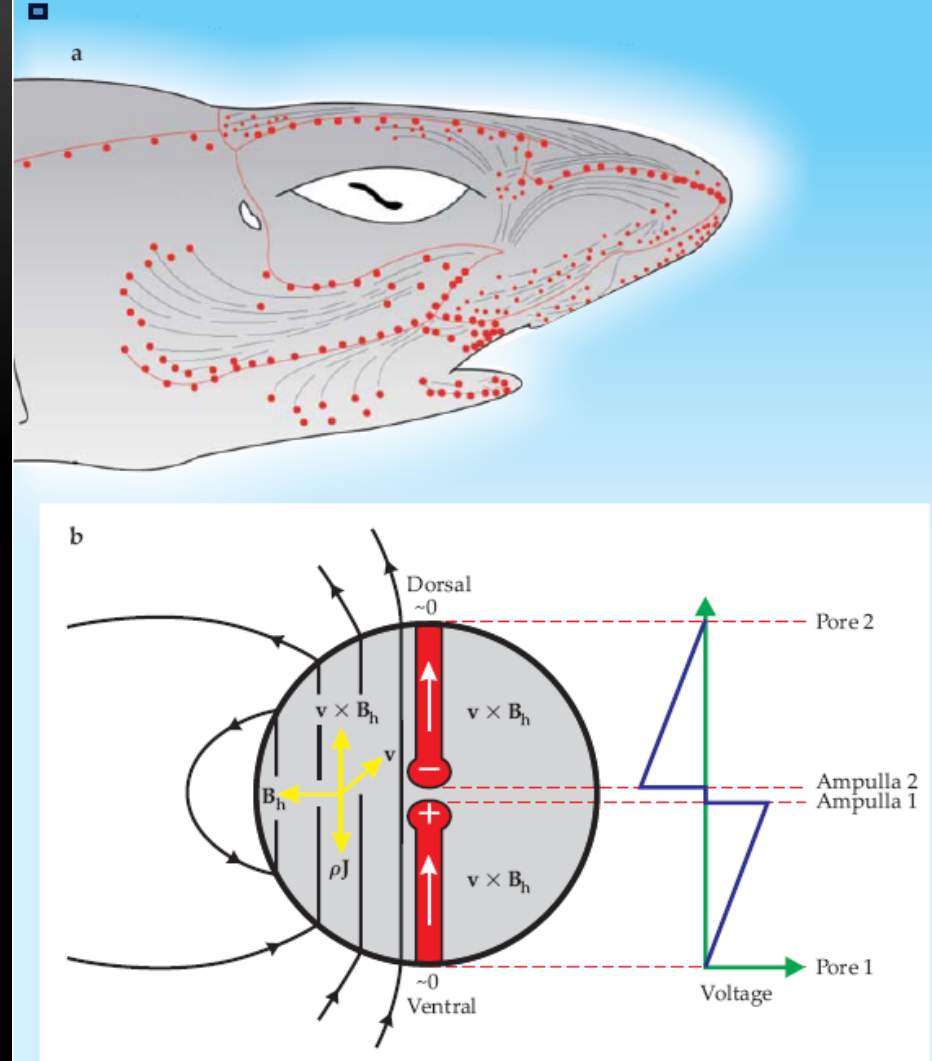 a
b
Dorsal
~0
Pore 2
v × B_h
v × B_h
v
−
Ampulla 2
B_h
Ampulla 1
+
ρJ
v × B_h
~0
Ventral
Pore 1
Voltage